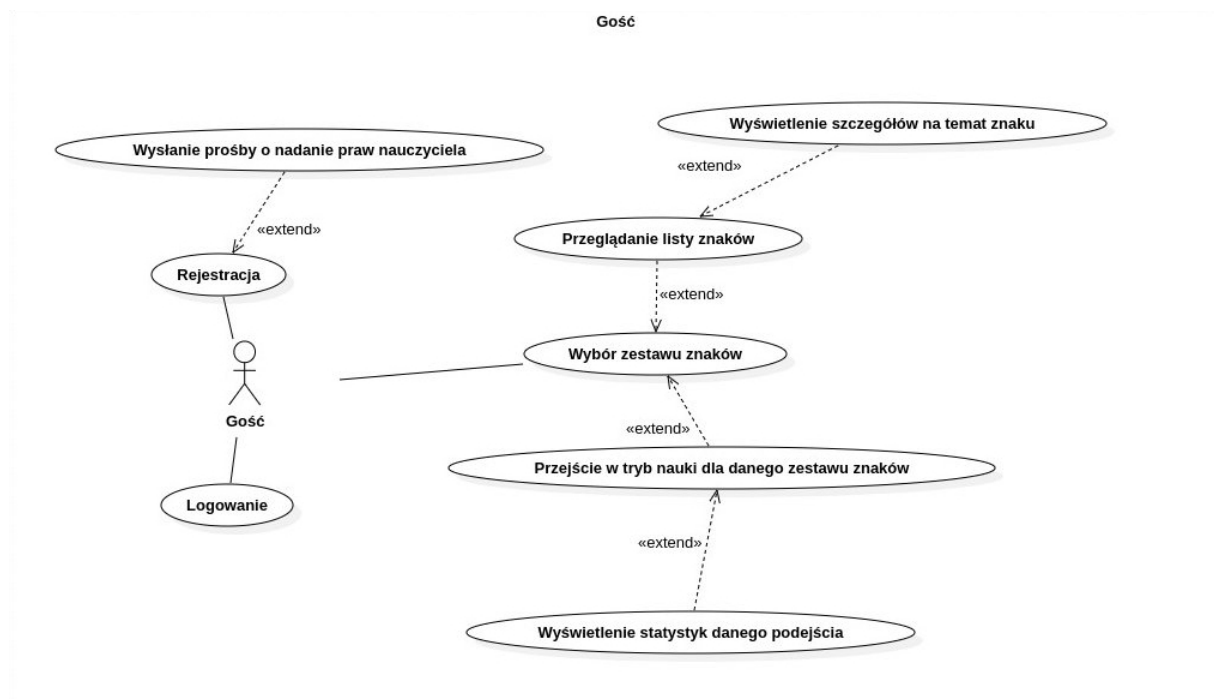 Gość
Wyświetlenie szczegółów na temat znaku
Wysłanie prośby o nadanie praw nauczyciela
«extend»
«extend»
Przeglądanie listy znaków
Rejestracja
«extend»
Wybór zestawu znaków
Gość
«extend»
Przejście w tryb nauki dla danego zestawu znaków
Logowanie
«extend»
Wyświetlenie statystyk danego podejścia